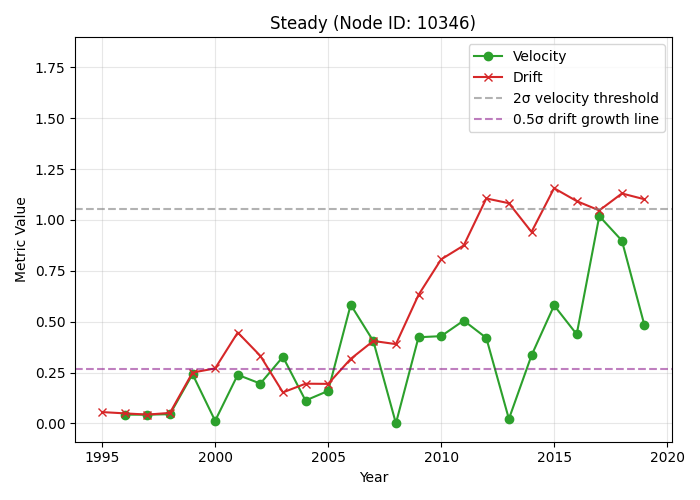 Steady (Node ID: 10346)
Velocity
Drift
2σ velocity threshold
0.5σ drift growth line
Metric Value
1.75
1.50
1.25
1.00
0.75
0.50
0.25
0.00
1995
2000
2005
2010
2015
2020
Year